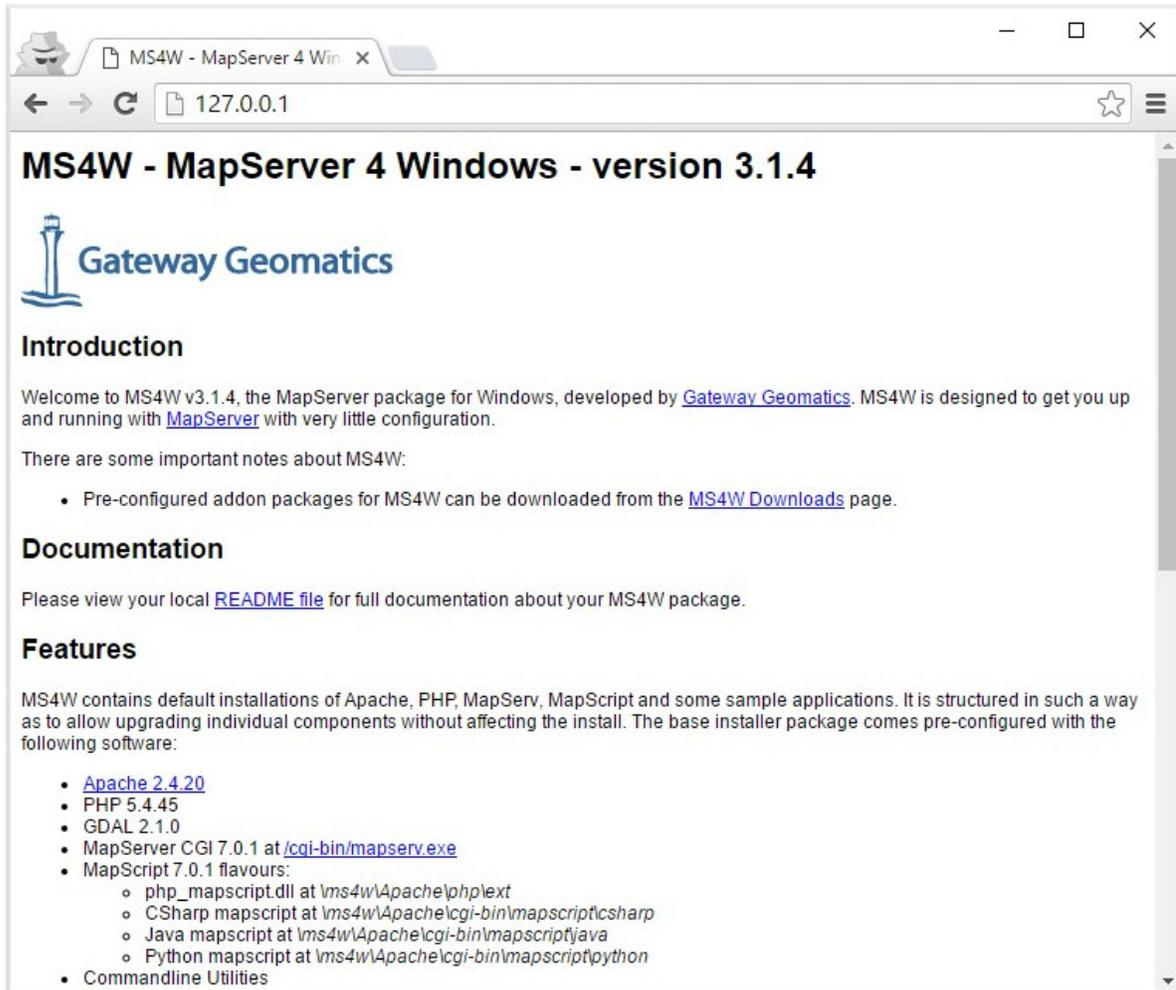 MS4W - MapServer 4 Win
127.0.0.1
MS4W - MapServer 4 Windows - version 3.1.4
Gateway Geomatics
Introduction
Welcome to MS4W v3.1.4, the MapServer package for Windows, developed by Gateway Geomatics. MS4W is designed to get you up
and running with MapServer with very little configuration.
There are some important notes about MS4W:
• Pre-configured addon packages for MS4W can be downloaded from the MS4W Downloads page.
Documentation
Please view your local README file for full documentation about your MS4W package.
Features
MS4W contains default installations of Apache, PHP, MapServ, MapScript and some sample applications. It is structured in such a way
as to allow upgrading individual components without affecting the install. The base installer package comes pre-configured with the
following software:
• Apache 2.4.20
• PHP 5.4.45
• GDAL 2.1.0
• MapServer CGI 7.0.1 at /cgi-bin/mapserv.exe
• MapScript 7.0.1 flavours:
◦ php_mapscript.dll at \ms4w\Apache\php\ext
◦ CSharp mapscript at \ms4w\Apache\cgi-bin\mapscript\csharp
◦ Java mapscript at \ms4w\Apache\cgi-bin\mapscript\java
◦ Python mapscript at \ms4w\Apache\cgi-bin\mapscript\python
• Commandline Utilities